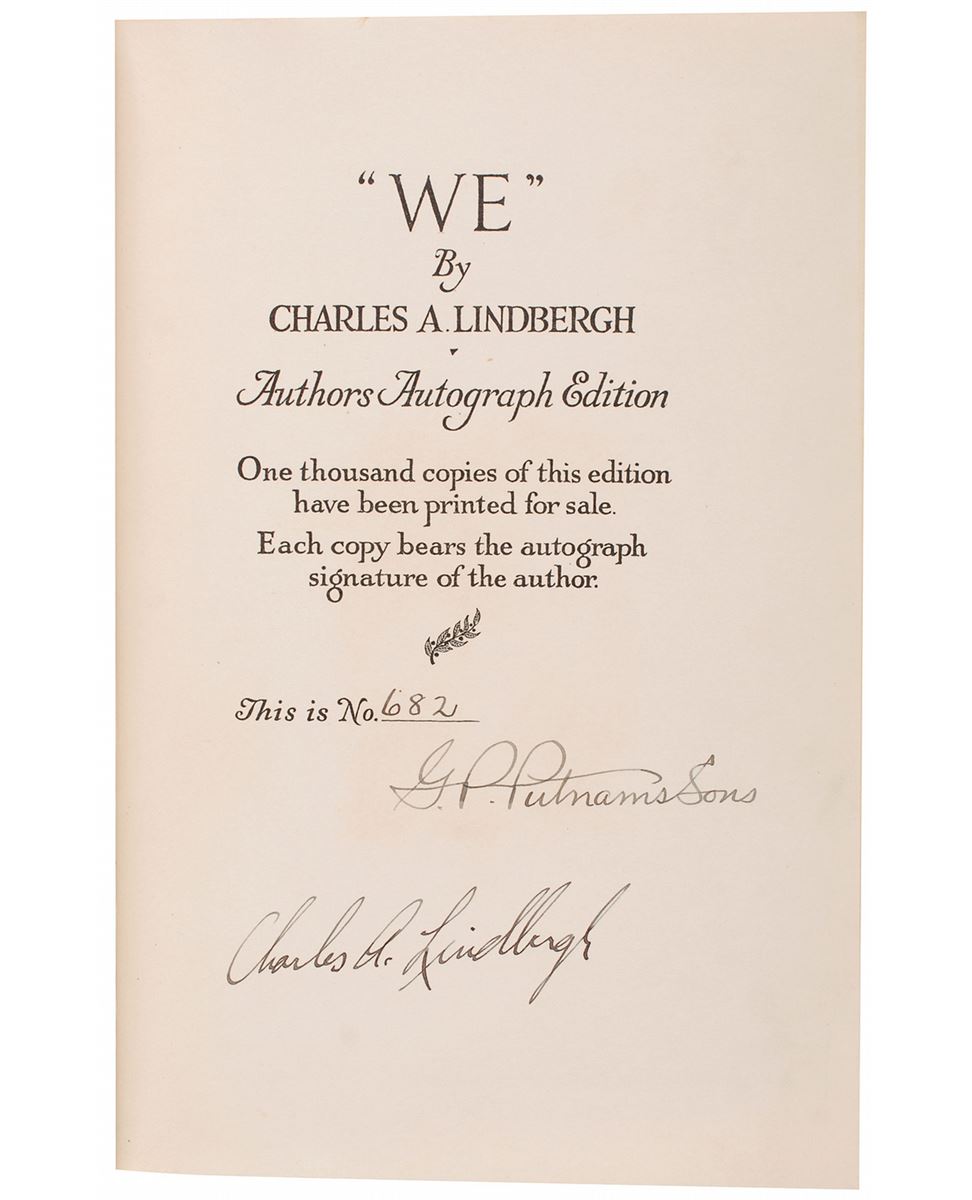 “WE”
By
CHARLES A. LINDBERGH
Authors Autograph Edition
One thousand copies of this edition
have been printed for sale.
Each copy bears the autograph
signature of the author.
This is No. 682
G. P. Putnams Sons
Charles A. Lindbergh